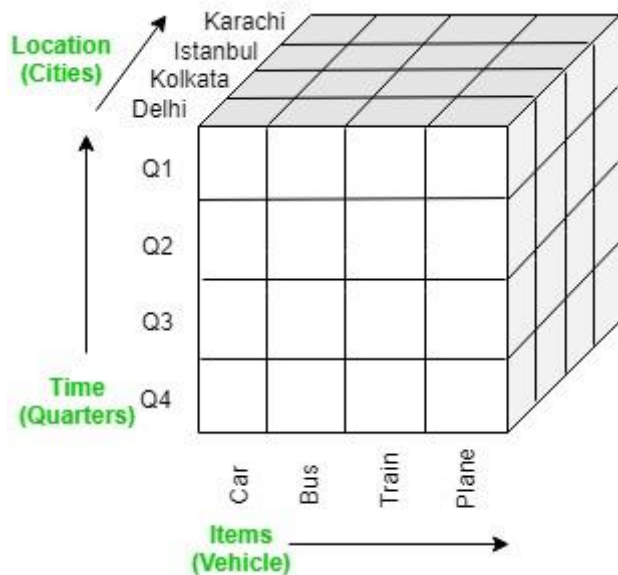 Location
(Cities)
Karachi
Istanbul
Kolkata
Delhi
Q1
Q2
Q3
Q4
Time
(Quarters)
Car
Bus
Train
Plane
Items
(Vehicle)